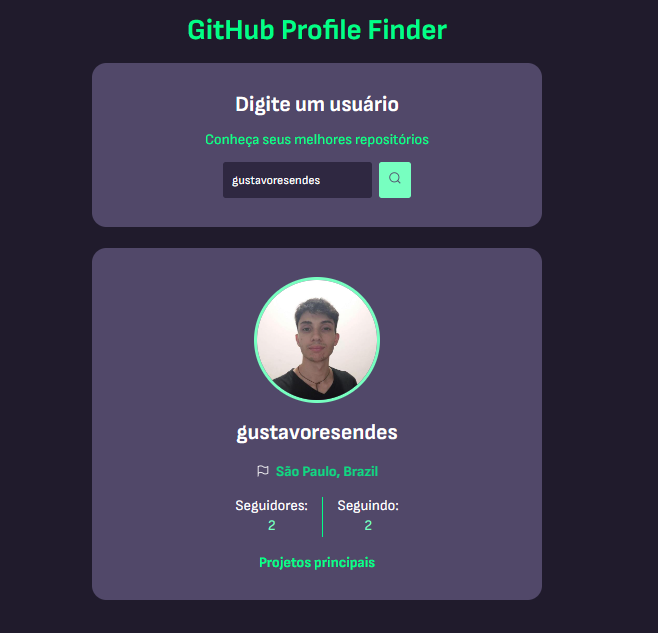 GitHub Profile Finder
Digite um usuário
Conheça seus melhores repositórios
gustavoresendes
gustavoresendes
São Paulo, Brazil
Seguidores: Seguindo:
2 2
Projetos principais